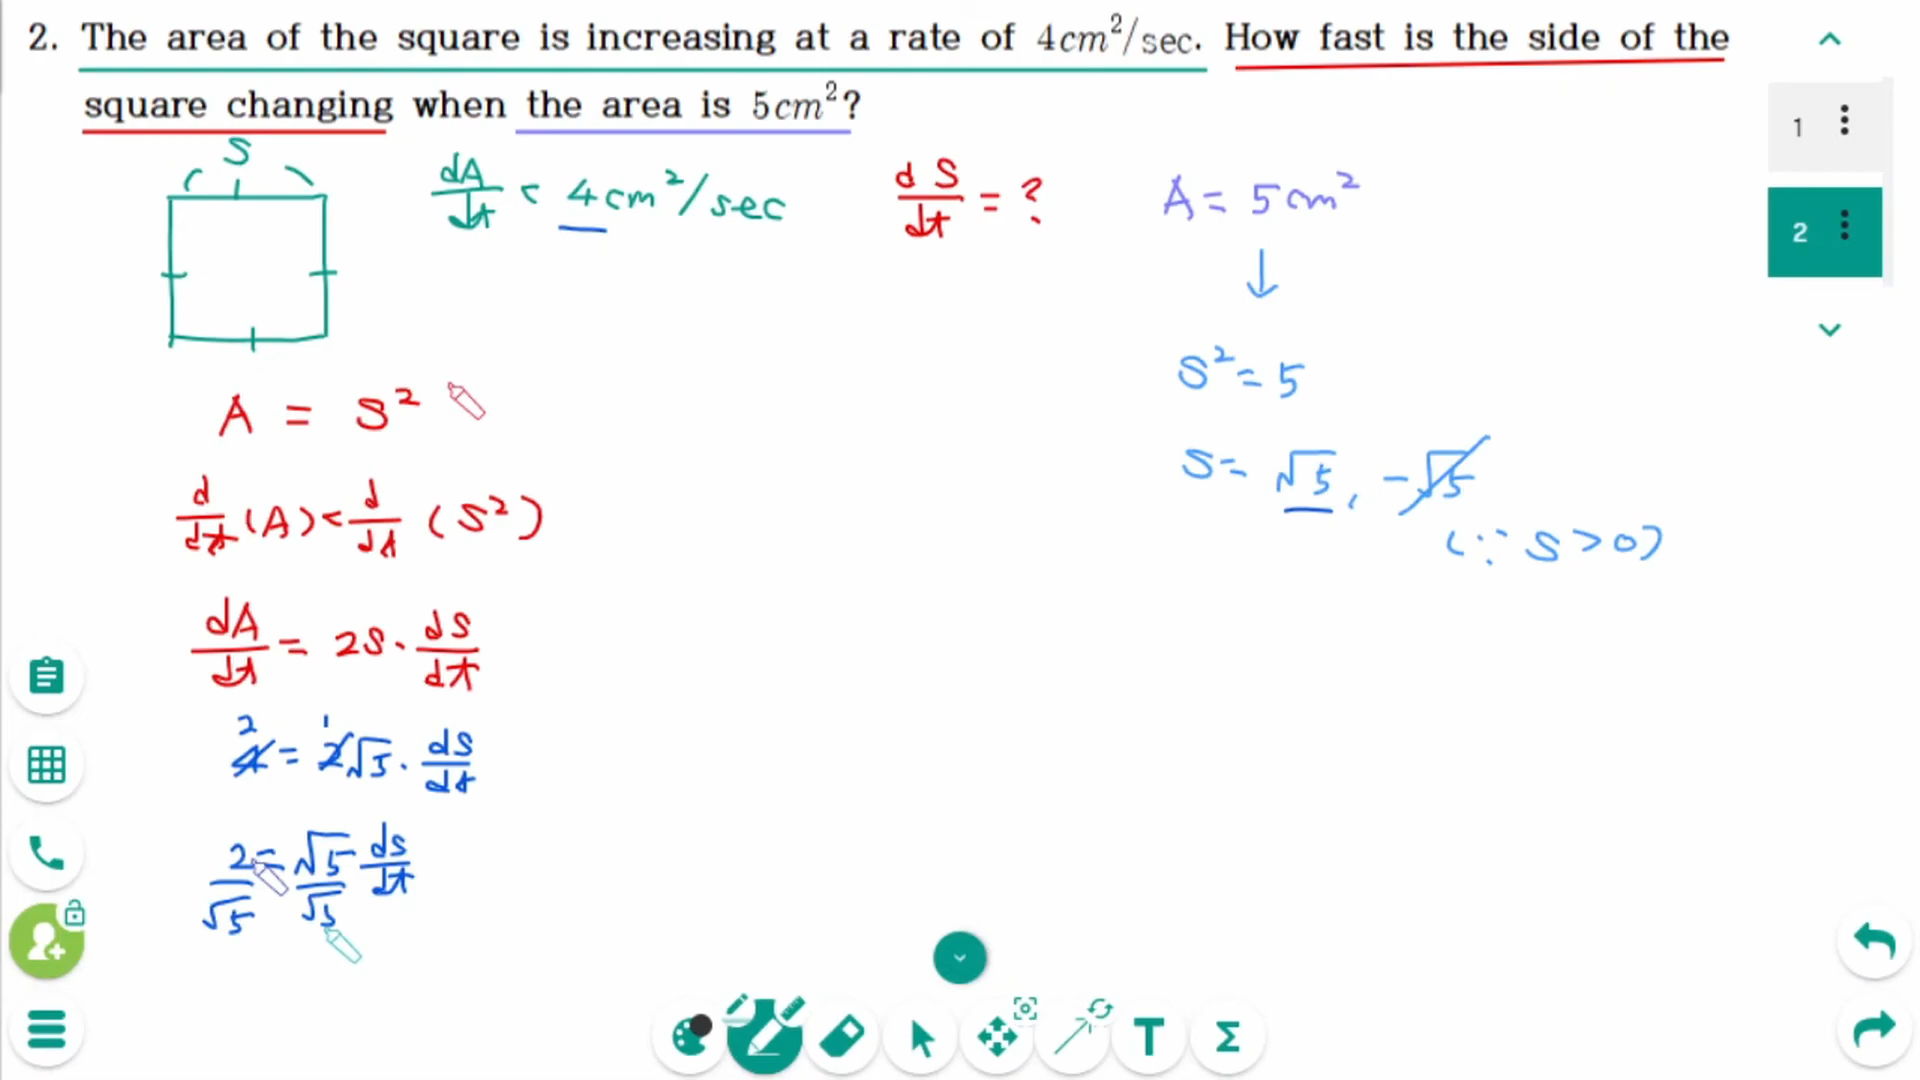 2. The area of the square is increasing at a rate of 4cm²/sec. How fast is the side of the
square changing when the area is 5cm²?
S
dA/dt = 4cm²/sec
dS/dt = ?
A = 5cm²
↓
S² = 5
S = √5, -√5
(∵ S > 0)
A = S²
d/dt (A) = d/dt (S²)
dA/dt = 2S · dS/dt
2 1
4 = 2√5 · dS/dt
2/√5 = √5/√5 dS/dt
1
2
T
Σ